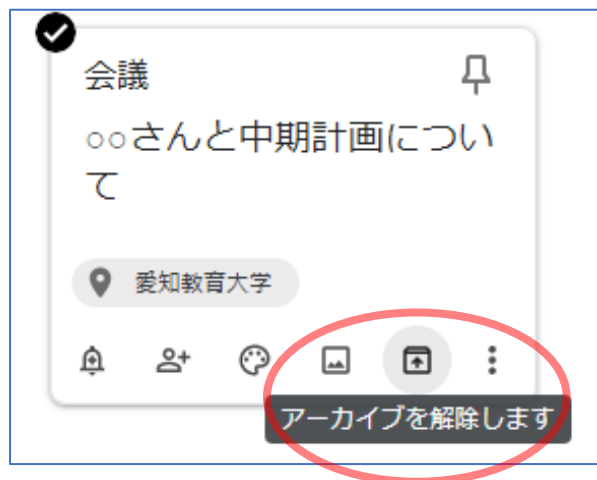 会議
○○さんと中期計画につい
て
愛知教育大学
アーカイブを解除します